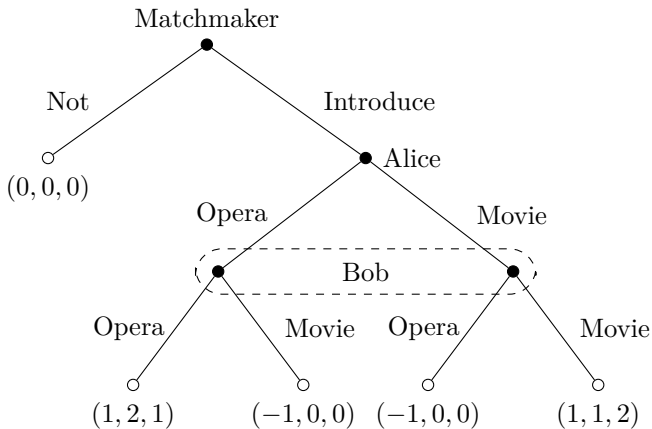 Matchmaker
Not
Introduce
(0, 0, 0)
Alice
Opera
Movie
Bob
Opera
Movie
Opera
Movie
(1, 2, 1)
(−1, 0, 0)
(−1, 0, 0)
(1, 1, 2)